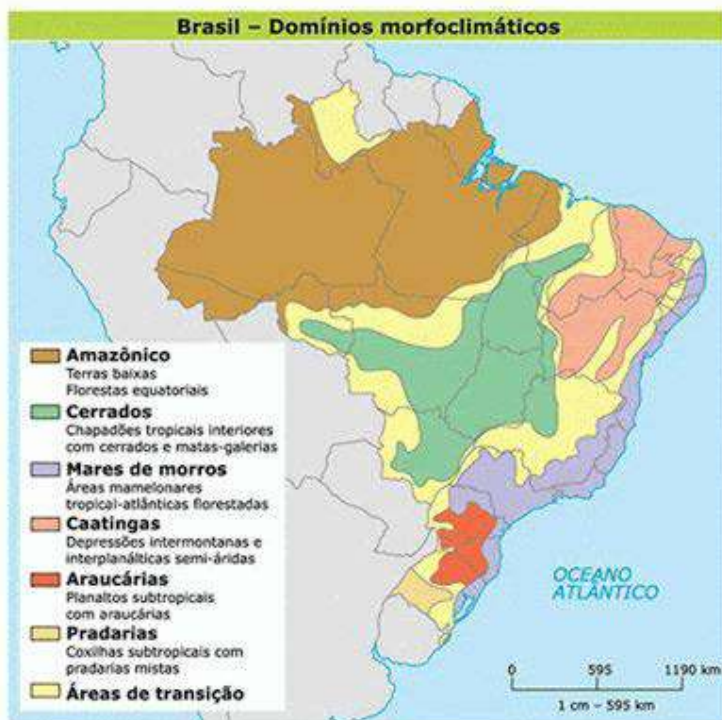 Brasil – Domínios morfoclimáticos
Amazônico
Terras baixas
Florestas equatoriais
Cerrados
Chapadões tropicais interiores
com cerrados e matas-galerias
Mares de morros
Áreas mamelonares
tropical-atlânticas florestadas
Caatingas
Depressões intermontanas e
interplanálticas semi-áridas
Araucárias
Planaltos subtropicais
com araucárias
Pradarias
Coxilhas subtropicais com
pradarias mistas
Áreas de transição
OCEANO
ATLÂNTICO
0 595 1190 km
1 cm – 595 km